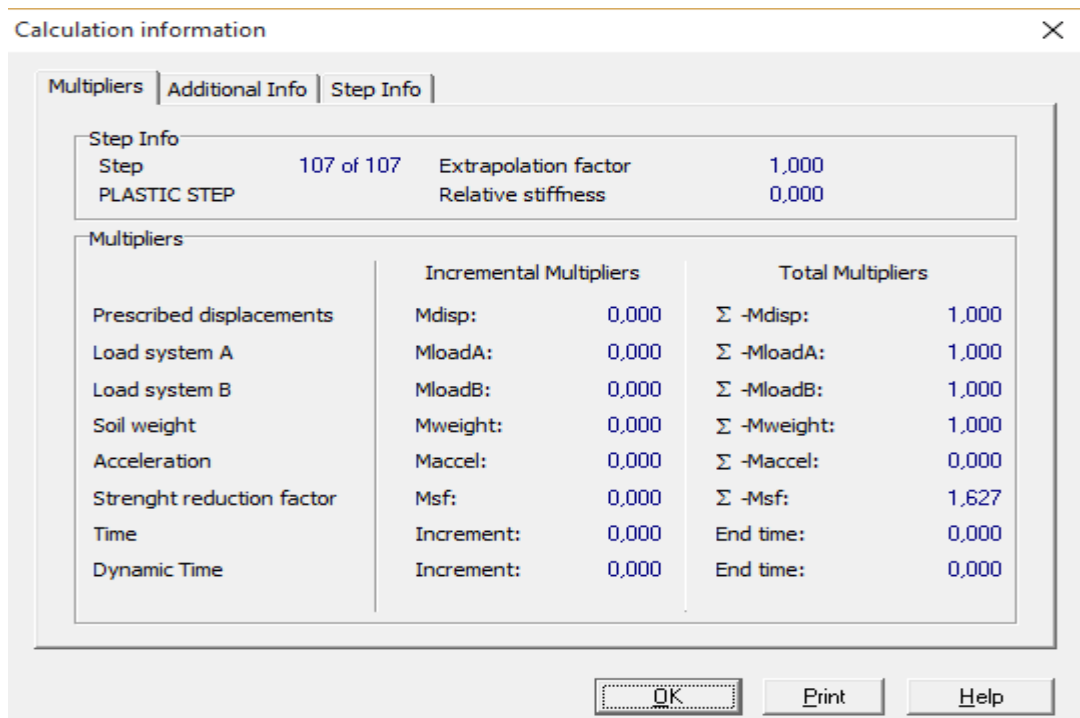 Calculation information
Multipliers Additional Info Step Info
Step Info
Step 107 of 107 Extrapolation factor 1,000
PLASTIC STEP Relative stiffness 0,000
Multipliers
Incremental Multipliers Total Multipliers
Prescribed displacements Mdisp: 0,000 Σ -Mdisp: 1,000
Load system A MloadA: 0,000 Σ -MloadA: 1,000
Load system B MloadB: 0,000 Σ -MloadB: 1,000
Soil weight Mweight: 0,000 Σ -Mweight: 1,000
Acceleration Maccel: 0,000 Σ -Maccel: 0,000
Strenght reduction factor Msf: 0,000 Σ -Msf: 1,627
Time Increment: 0,000 End time: 0,000
Dynamic Time Increment: 0,000 End time: 0,000
OK Print Help